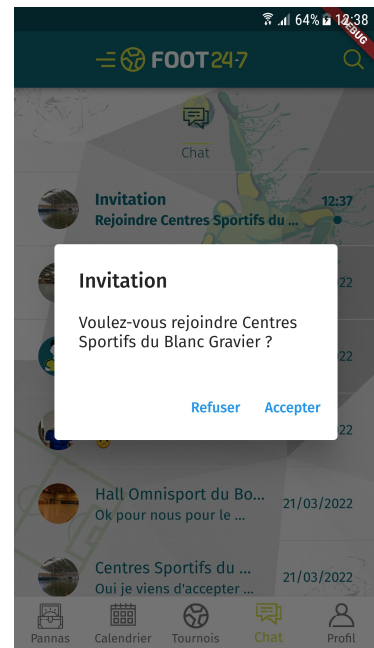 64% 12:38
DEBUG
FOOT24-7
Chat
Invitation 12:37
Rejoindre Centres Sportifs du ...
22
Invitation
Voulez-vous rejoindre Centres
Sportifs du Blanc Gravier ?
22
Refuser Accepter
22
Hall Omnisport du Bo... 21/03/2022
Ok pour nous pour le ...
Centres Sportifs du ... 21/03/2022
Oui je viens d'accepter ...
Pannas Calendrier Tournois Chat Profil